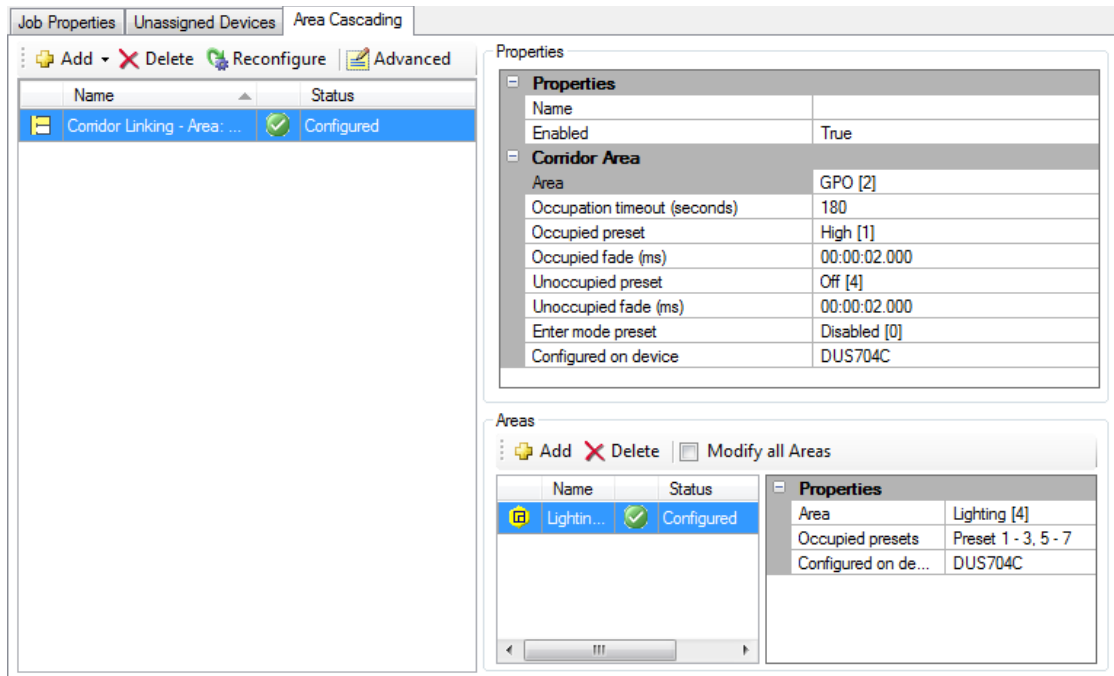 Job Properties Unassigned Devices Area Cascading
Add Delete Reconfigure Advanced
Name Status
Corridor Linking - Area: ... Configured
Properties
Properties
Name
Enabled True
Corridor Area
Area GPO [2]
Occupation timeout (seconds) 180
Occupied preset High [1]
Occupied fade (ms) 00:00:02.000
Unoccupied preset Off [4]
Unoccupied fade (ms) 00:00:02.000
Enter mode preset Disabled [0]
Configured on device DUS704C
Areas
Add Delete Modify all Areas
Name Status
Lightin... Configured
Properties
Area Lighting [4]
Occupied presets Preset 1 - 3, 5 - 7
Configured on de... DUS704C